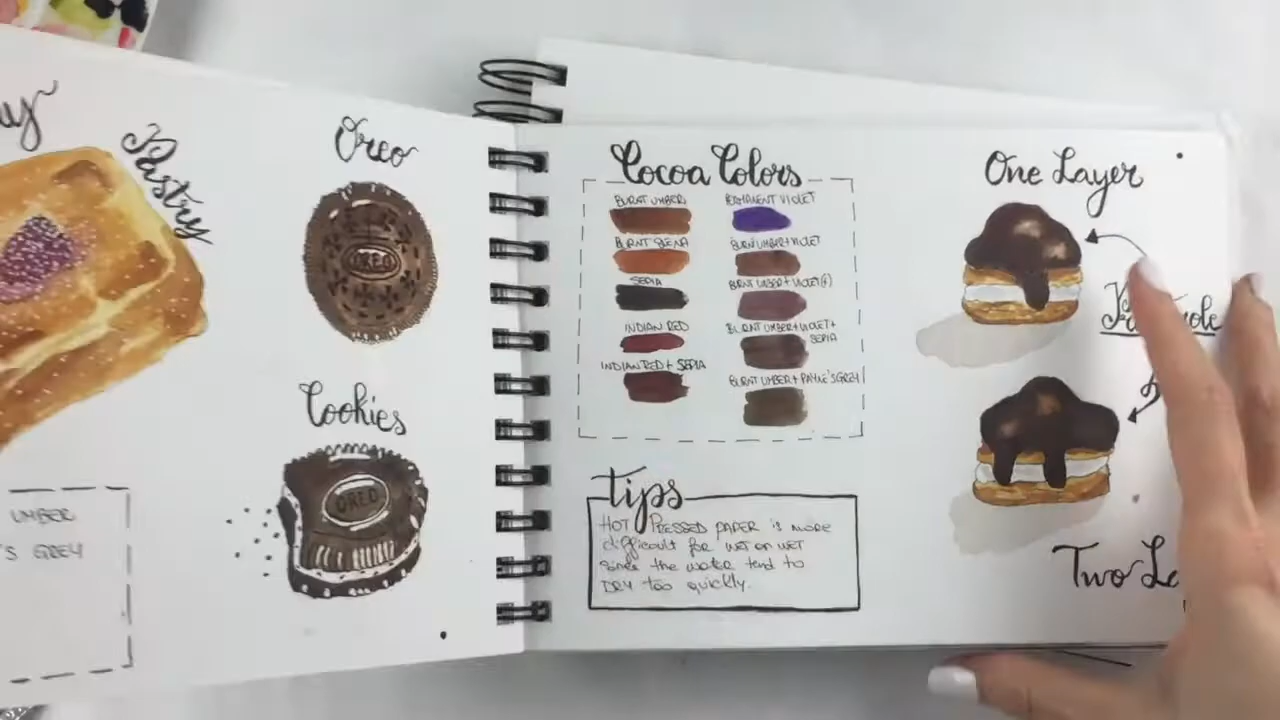 Pastry
Oreo
OREO
Cookies
OREO
UMBER
'S GREY
Cocoa Colors
BURNT UMBER
BURNT SIENA
SEPIA
INDIAN RED
INDIAN RED + SEPIA
PERMANENT VIOLET
BURNT UMBER+VIOLET
BURNT UMBER+VIOLET(+)
BURNT UMBER+VIOLET+
SEPIA
BURNT UMBER+PAYNE'S GREY
Tips
HOT PRESSED PAPER is more
difficult for wet on wet
since the water tend to
DRY too quickly.
One Layer
Two